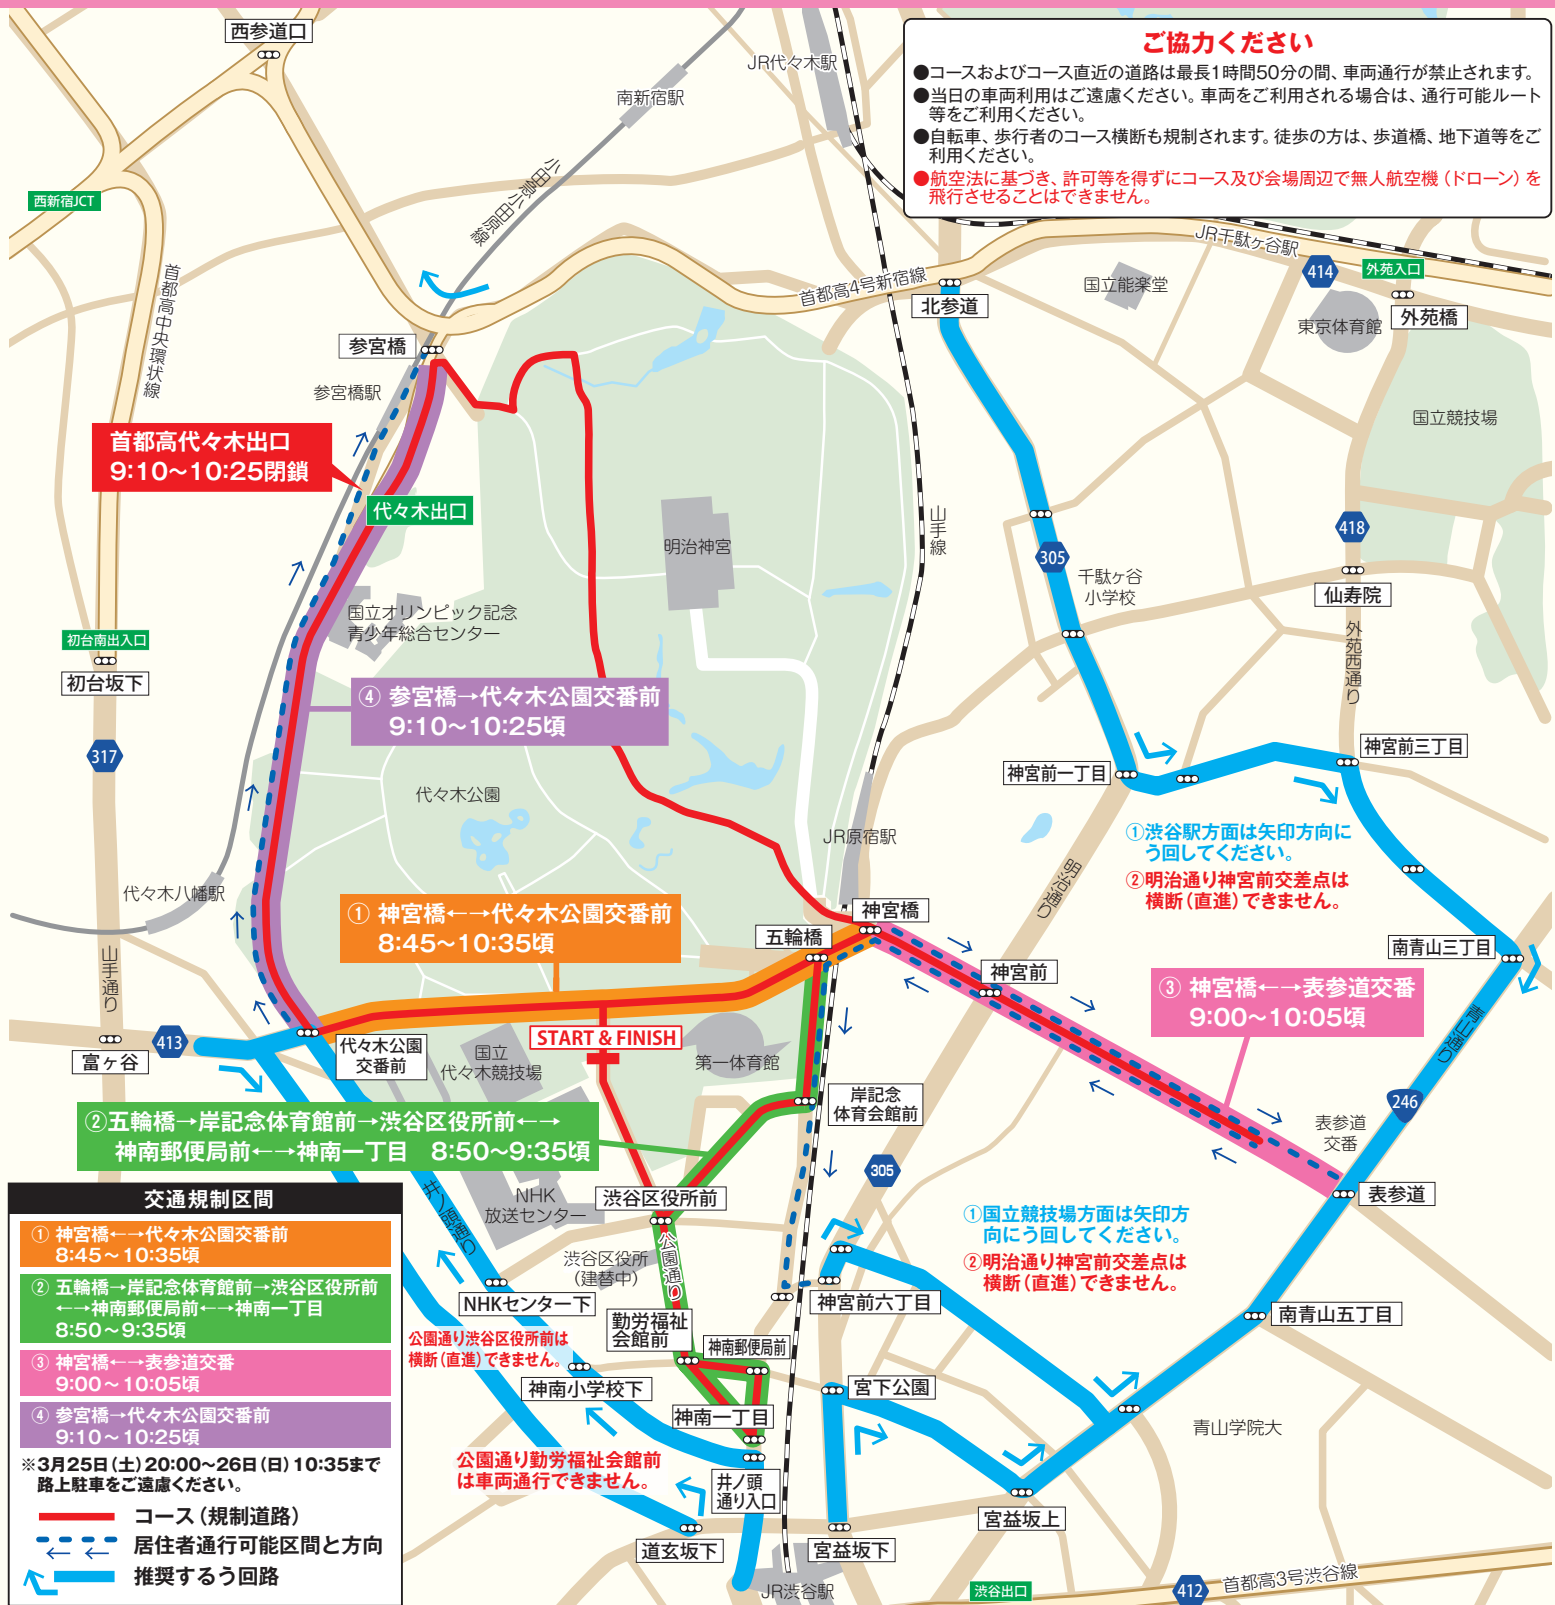 西参道口
JR代々木駅
南新宿駅
小田急小田原線
ご協力ください
●コースおよびコース直近の道路は最長1時間50分の間、車両通行が禁止されます。
●当日の車両利用はご遠慮ください。車両をご利用される場合は、通行可能ルート
等をご利用ください。
●自転車、歩行者のコース横断も規制されます。徒歩の方は、歩道橋、地下道等をご
利用ください。
●航空法に基づき、許可等を得ずにコース及び会場周辺で無人航空機（ドローン）を
飛行させることはできません。
西新宿JCT
首都高中央環状線
首都高4号新宿線
JR千駄ヶ谷駅
414
外苑入口
国立能楽堂
北参道
外苑橋
東京体育館
参宮橋
参宮橋駅
国立競技場
首都高代々木出口
9:10〜10:25閉鎖
代々木出口
明治神宮
山手線
305
418
千駄ヶ谷
小学校
仙寿院
外苑西通り
国立オリンピック記念
青少年総合センター
初台南出入口
初台坂下
④ 参宮橋→代々木公園交番前
9:10〜10:25頃
317
神宮前三丁目
神宮前一丁目
代々木公園
JR原宿駅
①渋谷駅方面は矢印方向に
う回してください。
②明治通り神宮前交差点は
横断（直進）できません。
明治通り
代々木八幡駅
① 神宮橋←→代々木公園交番前
8:45〜10:35頃
神宮橋
五輪橋
南青山三丁目
山手通り
神宮前
③ 神宮橋←→表参道交番
9:00〜10:05頃
青山通り
START & FINISH
413
富ヶ谷
代々木公園
交番前
国立
代々木競技場
第一体育館
岸記念
体育会館前
246
表参道
交番
②五輪橋→岸記念体育館前→渋谷区役所前←→
神南郵便局前←→神南一丁目　8:50〜9:35頃
305
表参道
井ノ頭通り
NHK
放送センター
渋谷区役所前
公園通り
①国立競技場方面は矢印方
向にう回してください。
②明治通り神宮前交差点は
横断（直進）できません。
渋谷区役所
（建替中）
NHKセンター下
神宮前六丁目
南青山五丁目
勤労福祉
会館前
神南郵便局前
公園通り渋谷区役所前は
横断（直進）できません。
神南小学校下
宮下公園
神南一丁目
青山学院大
公園通り勤労福祉会館前
は車両通行できません。
井ノ頭
通り入口
宮益坂上
道玄坂下
宮益坂下
JR渋谷駅
渋谷出口
412
首都高3号渋谷線
交通規制区間
① 神宮橋←→代々木公園交番前
8:45〜10:35頃
② 五輪橋→岸記念体育館前→渋谷区役所前
←→神南郵便局前←→神南一丁目
8:50〜9:35頃
③ 神宮橋←→表参道交番
9:00〜10:05頃
④ 参宮橋→代々木公園交番前
9:10〜10:25頃
※3月25日（土）20:00〜26日（日）10:35まで
路上駐車をご遠慮ください。
コース（規制道路）
居住者通行可能区間と方向
推奨するう回路